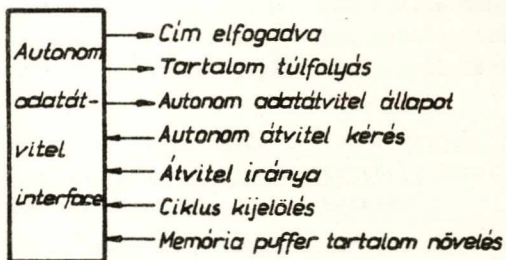 Autonom
adatát-
vitel
interface
Cím elfogadva
Tartalom túlfolyás
Autonom adatátvitel állapot
Autonom átvitel kérés
Átvitel iránya
Ciklus kijelölés
Memória puffer tartalom növelés